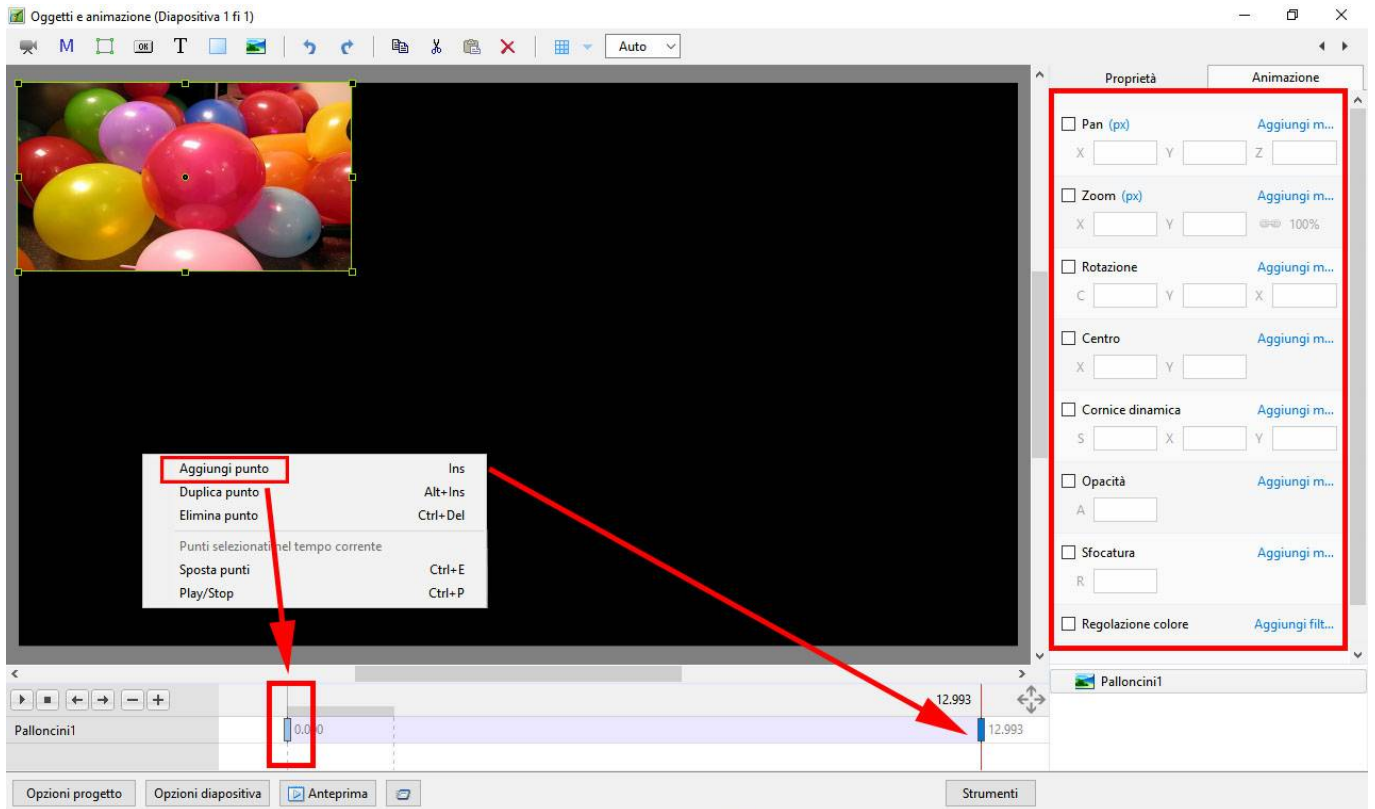 Oggetti e animazione (Diapositiva 1 fi 1)
M OK T Auto
Proprietà Animazione
Pan (px) Aggiungi m...
X Y Z
Zoom (px) Aggiungi m...
X Y 100%
Rotazione Aggiungi m...
C Y X
Centro Aggiungi m...
X Y
Cornice dinamica Aggiungi m...
S X Y
Opacità Aggiungi m...
A
Sfocatura Aggiungi m...
R
Regolazione colore Aggiungi filt...
Aggiungi punto Ins
Duplica punto Alt+Ins
Elimina punto Ctrl+Del
Punti selezionati nel tempo corrente
Sposta punti Ctrl+E
Play/Stop Ctrl+P
Palloncini1
12.993
Palloncini1 0.000 12.993
Opzioni progetto Opzioni diapositiva Anteprima Strumenti